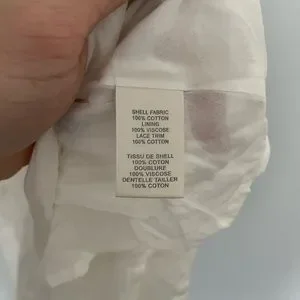 SHELL FABRIC
100% COTTON
LINING
100% VISCOSE
LACE TRIM
100% COTTON
TISSU DE SHELL
100% COTON
DOUBLURE
100% VISCOSE
DENTELLE TAILLER
100% COTON